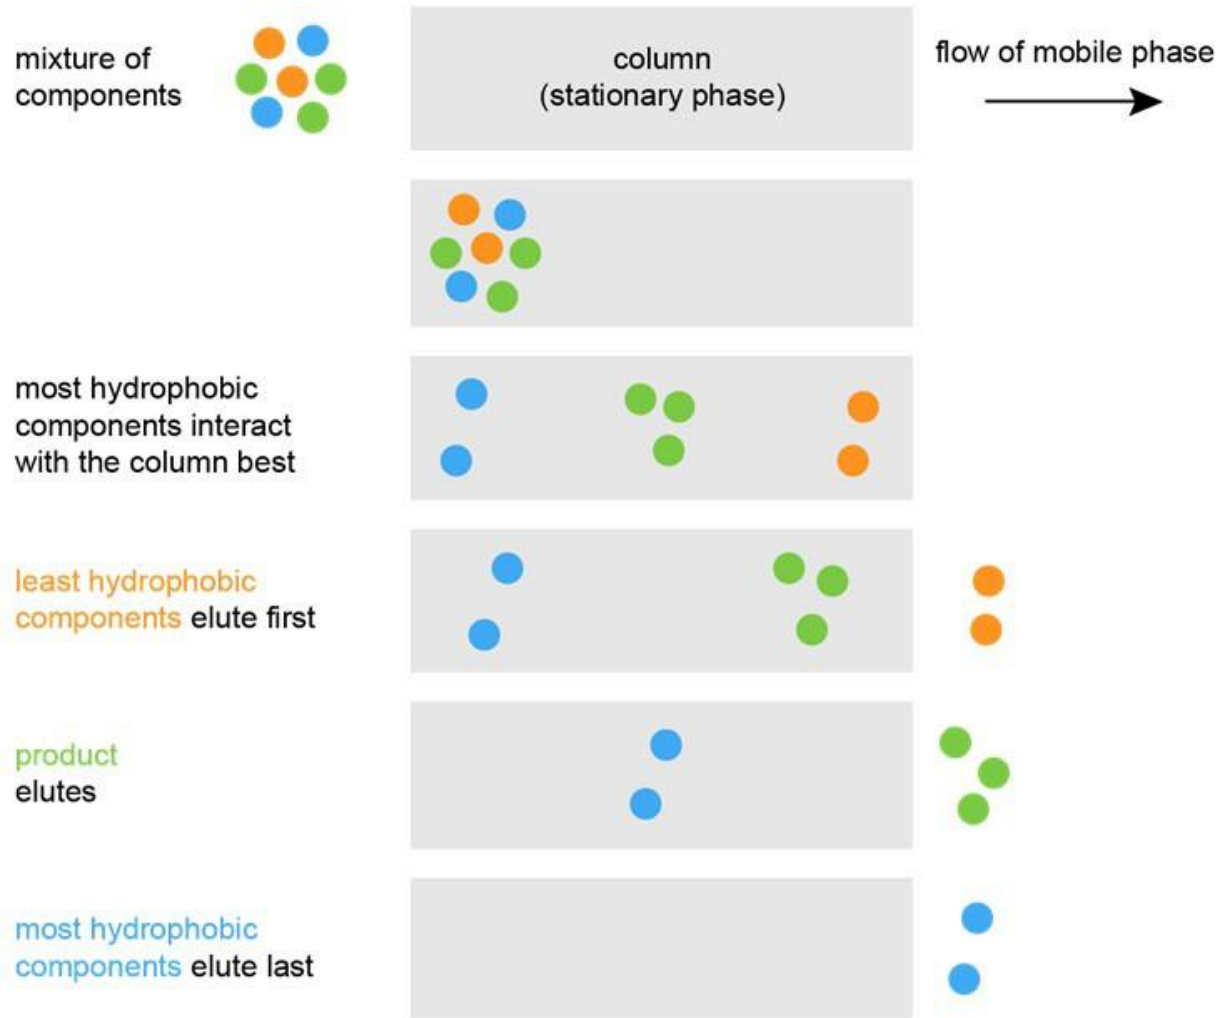 mixture of
components
column
(stationary phase)
flow of mobile phase
most hydrophobic
components interact
with the column best
least hydrophobic
components elute first
product
elutes
most hydrophobic
components elute last